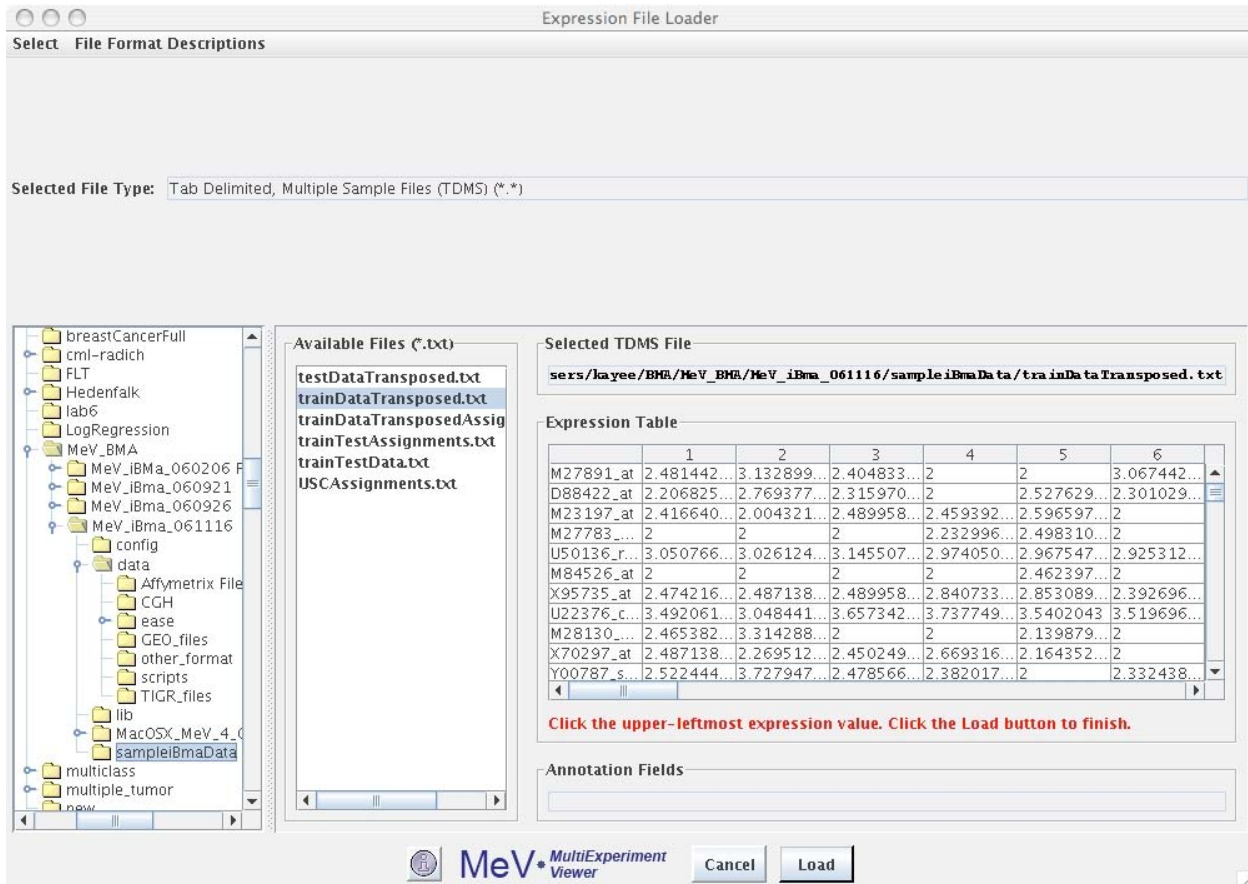 Expression File Loader
Select File Format Descriptions
Selected File Type: Tab Delimited, Multiple Sample Files (TDMS) (*.*)
breastCancerFull
cml-radich
FLT
Hedenfalk
lab6
LogRegression
MeV_BMA
MeV_iBMa_060206 F
MeV_iBma_060921
MeV_iBma_060926
MeV_iBma_061116
config
data
Affymetrix File
CGH
ease
GEO_files
other_format
scripts
TIGR_files
lib
MacOSX_MeV_4_0
sampleiBmaData
multiclass
multiple_tumor
new
Available Files (*.txt)
testDataTransposed.txt
trainDataTransposed.txt
trainDataTransposedAssig
trainTestAssignments.txt
trainTestData.txt
USCAssignments.txt
Selected TDMS File
sers/kayee/BMA/MeV_BMA/MeV_iBma_061116/sampleiBmaData/trainDataTransposed.txt
Expression Table
1 2 3 4 5 6
M27891_at 2.481442... 3.132899... 2.404833... 2 2 3.067442...
D88422_at 2.206825... 2.769377... 2.315970... 2 2.527629... 2.301029...
M23197_at 2.416640... 2.004321... 2.489958... 2.459392... 2.596597... 2
M27783_... 2 2 2 2.232996... 2.498310... 2
U50136_r... 3.050766... 3.026124... 3.145507... 2.974050... 2.967547... 2.925312...
M84526_at 2 2 2 2 2.462397... 2
X95735_at 2.474216... 2.487138... 2.489958... 2.840733... 2.853089... 2.392696...
U22376_c... 3.492061... 3.048441... 3.657342... 3.737749... 3.5402043 3.519696...
M28130_... 2.465382... 3.314288... 2 2 2.139879... 2
X70297_at 2.487138... 2.269512... 2.450249... 2.669316... 2.164352... 2
Y00787_s... 2.522444... 3.727947... 2.478566... 2.382017... 2 2.332438...
Click the upper-leftmost expression value. Click the Load button to finish.
Annotation Fields
MeV MultiExperiment Viewer
Cancel
Load